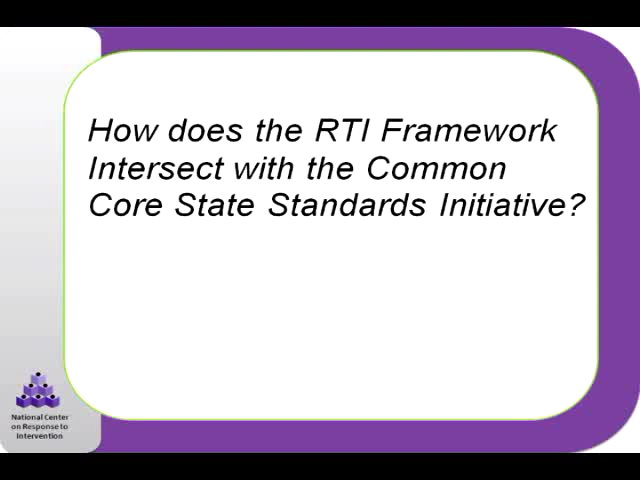 How does the RTI Framework
Intersect with the Common
Core State Standards Initiative?
National Center
on Response to
Intervention